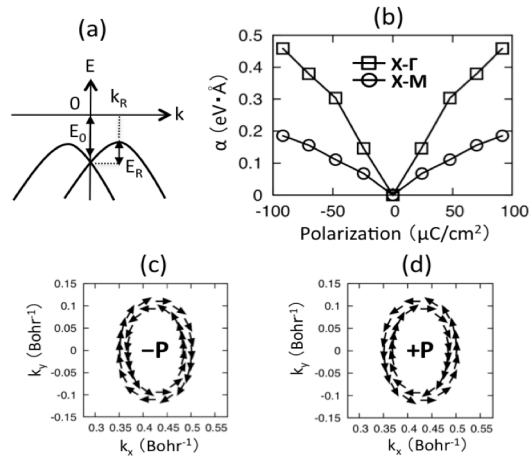 (a)
E
0
k_R
k
E_0
E_R
(b)
α (eV·Å)
0.5
0.4
0.3
0.2
0.1
0
X-Γ
X-M
-100
-50
0
50
100
Polarization (μC/cm²)
(c)
k_y (Bohr⁻¹)
0.15
0.1
0.05
0
-0.05
-0.1
-0.15
−P
0.3 0.35 0.4 0.45 0.5 0.55
k_x (Bohr⁻¹)
(d)
k_y (Bohr⁻¹)
0.15
0.1
0.05
0
-0.05
-0.1
-0.15
+P
0.3 0.35 0.4 0.45 0.5 0.55
k_x (Bohr⁻¹)